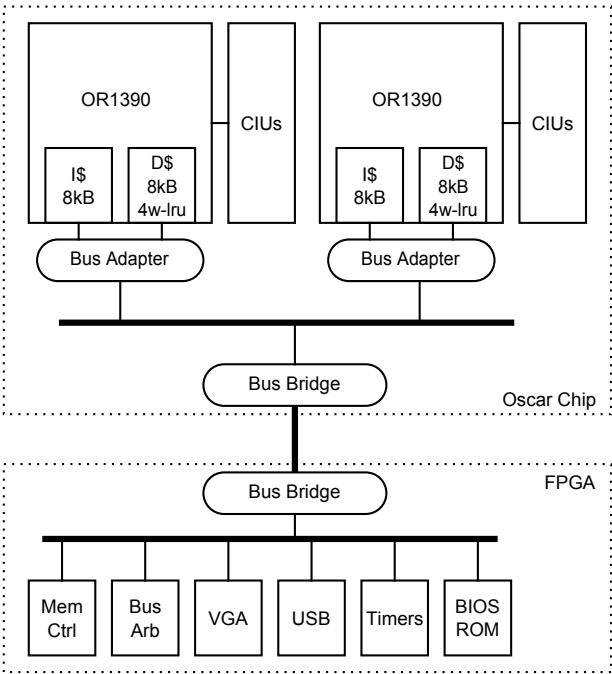 OR1390
CIUs
I$
8kB
D$
8kB
4w-lru
Bus Adapter
OR1390
CIUs
I$
8kB
D$
8kB
4w-lru
Bus Adapter
Bus Bridge
Oscar Chip
FPGA
Bus Bridge
Mem
Ctrl
Bus
Arb
VGA
USB
Timers
BIOS
ROM